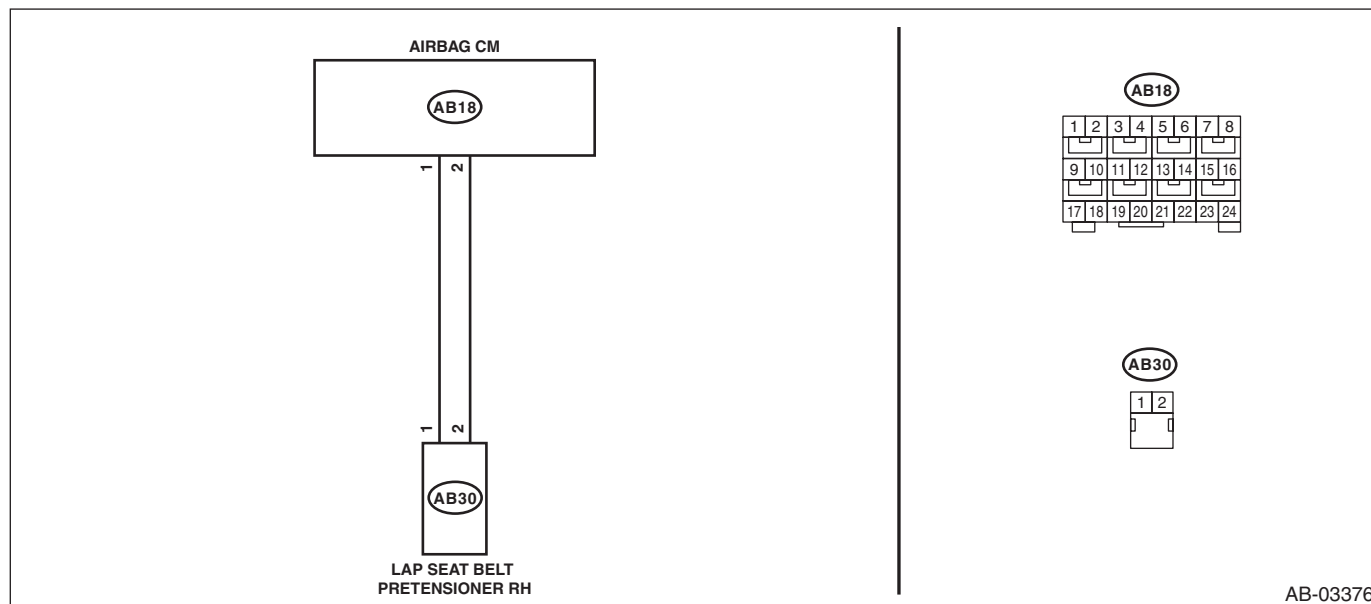 AIRBAG CM
AB18
1 2
1 2
AB30
LAP SEAT BELT
PRETENSIONER RH
AB18
1 2 3 4 5 6 7 8
9 10 11 12 13 14 15 16
17 18 19 20 21 22 23 24
AB30
1 2
AB-03376